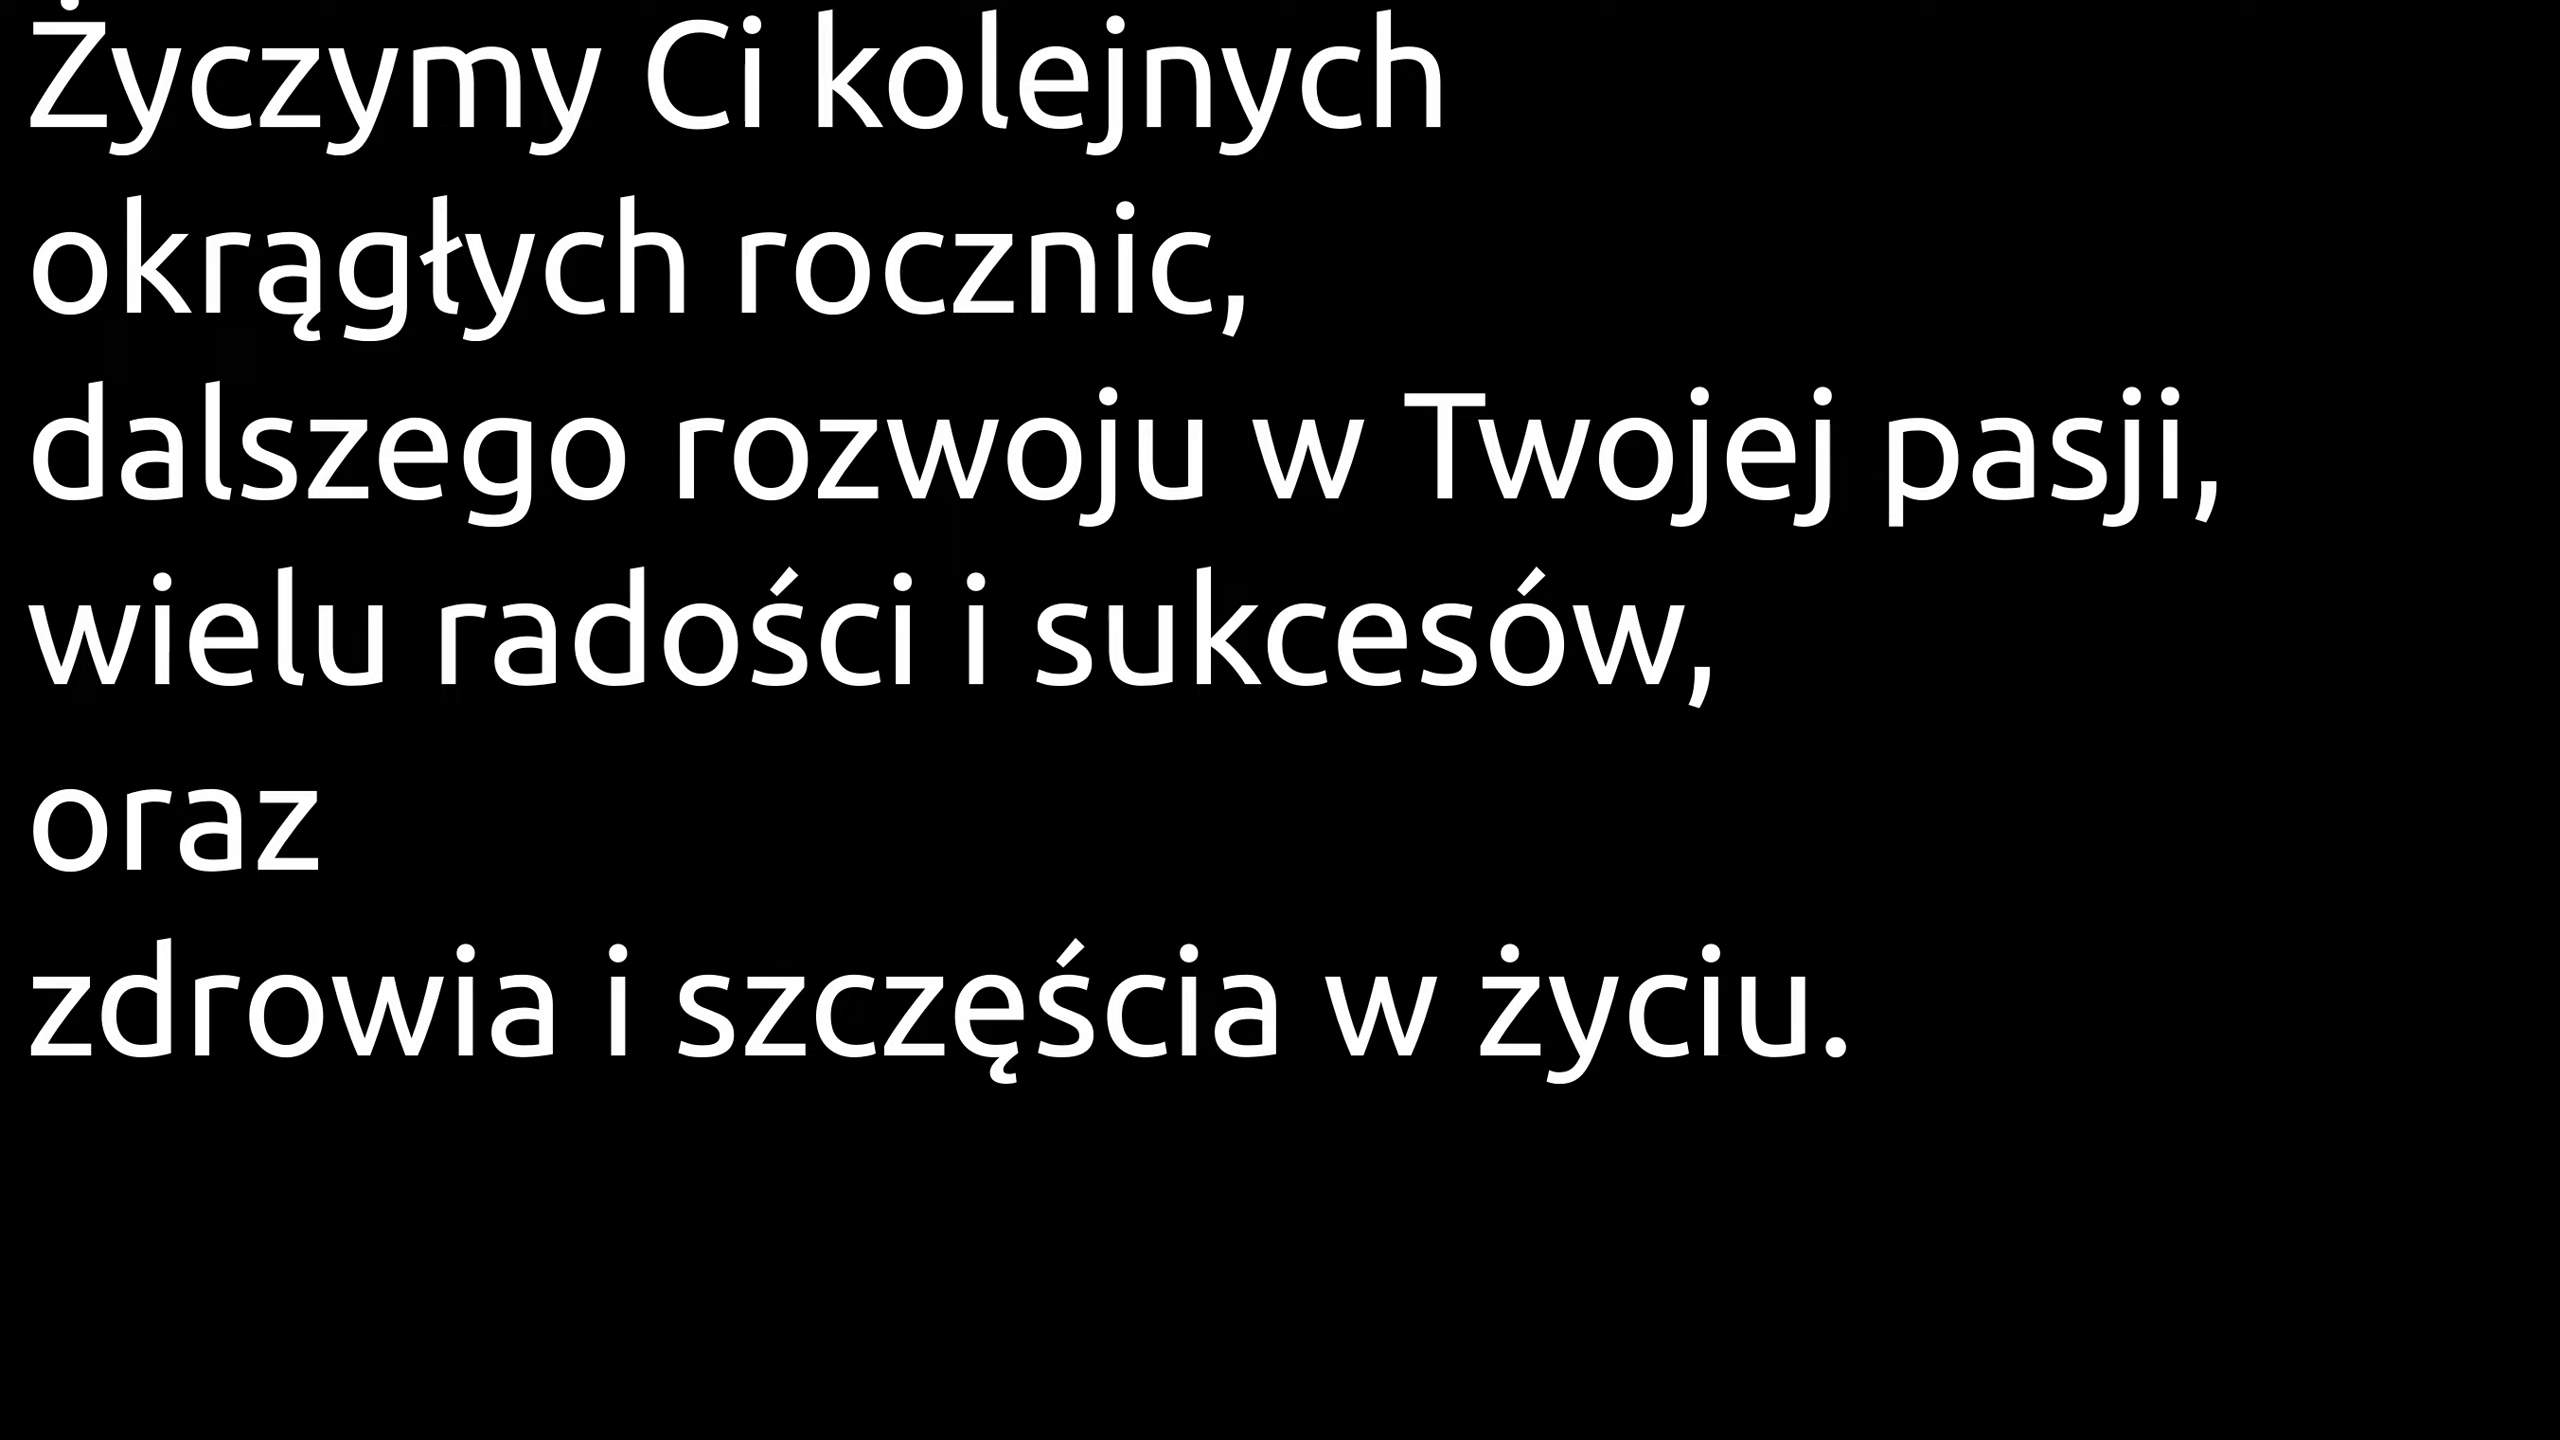 Życzymy Ci kolejnych
okrągłych rocznic,
dalszego rozwoju w Twojej pasji,
wielu radości i sukcesów,
oraz
zdrowia i szczęścia w życiu.